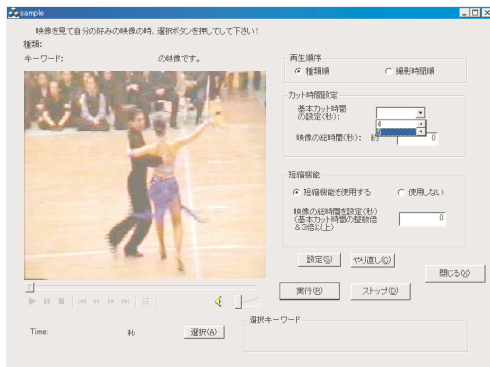 sample
映像を見て自分の好みの映像の時、選択ボタンを押してして下さい!
種類:
キーワード: の映像です。
再生順序
種類順 撮影時間順
カット時間設定
基本カット時間
の設定(秒):
4
5
映像の総時間(秒): 約 0
短縮機能
短縮機能を使用する 使用しない
映像の総時間を設定(秒)
(基本カット時間の整数倍
&3倍以上) 0
設定(S) やり直し(C)
閉じる(X)
実行(R) ストップ(D)
Time: 秒 選択(A)
選択キーワード